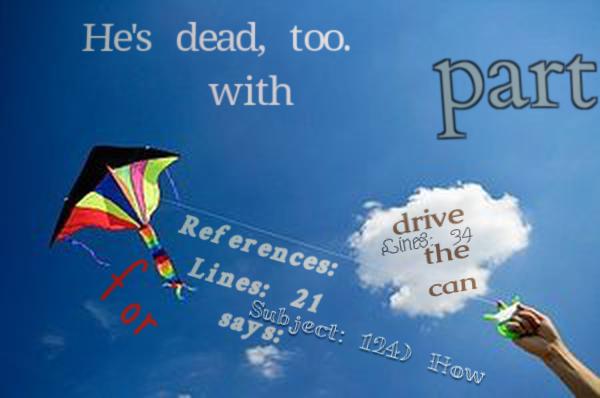 He's dead, too.
with
part
drive
Lines: 34
the
can
References:
Lines: 21
says:
for
Subject: 124) How